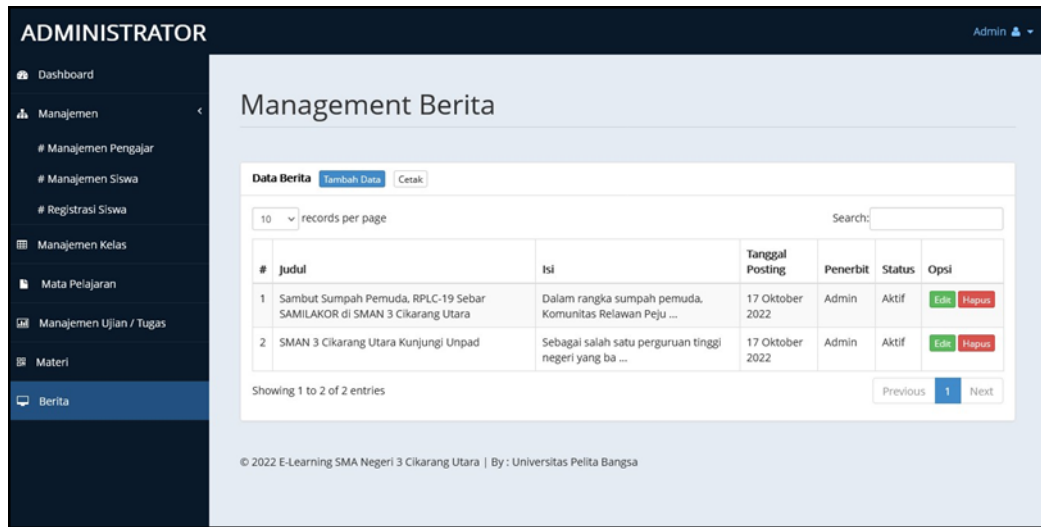 ADMINISTRATOR
Admin
Dashboard
Manajemen
# Manajemen Pengajar
# Manajemen Siswa
# Registrasi Siswa
Manajemen Kelas
Mata Pelajaran
Manajemen Ujian / Tugas
Materi
Berita
Management Berita
Data Berita Tambah Data Cetak
10 records per page Search:
# Judul Isi Tanggal Posting Penerbit Status Opsi
1 Sambut Sumpah Pemuda, RPLC-19 Sebar Dalam rangka sumpah pemuda, 17 Oktober Admin Aktif Edit Hapus
SAMILAKOR di SMAN 3 Cikarang Utara Komunitas Relawan Peju ... 2022
2 SMAN 3 Cikarang Utara Kunjungi Unpad Sebagai salah satu perguruan tinggi 17 Oktober Admin Aktif Edit Hapus
negeri yang ba ... 2022
Showing 1 to 2 of 2 entries Previous 1 Next
© 2022 E-Learning SMA Negeri 3 Cikarang Utara | By : Universitas Pelita Bangsa